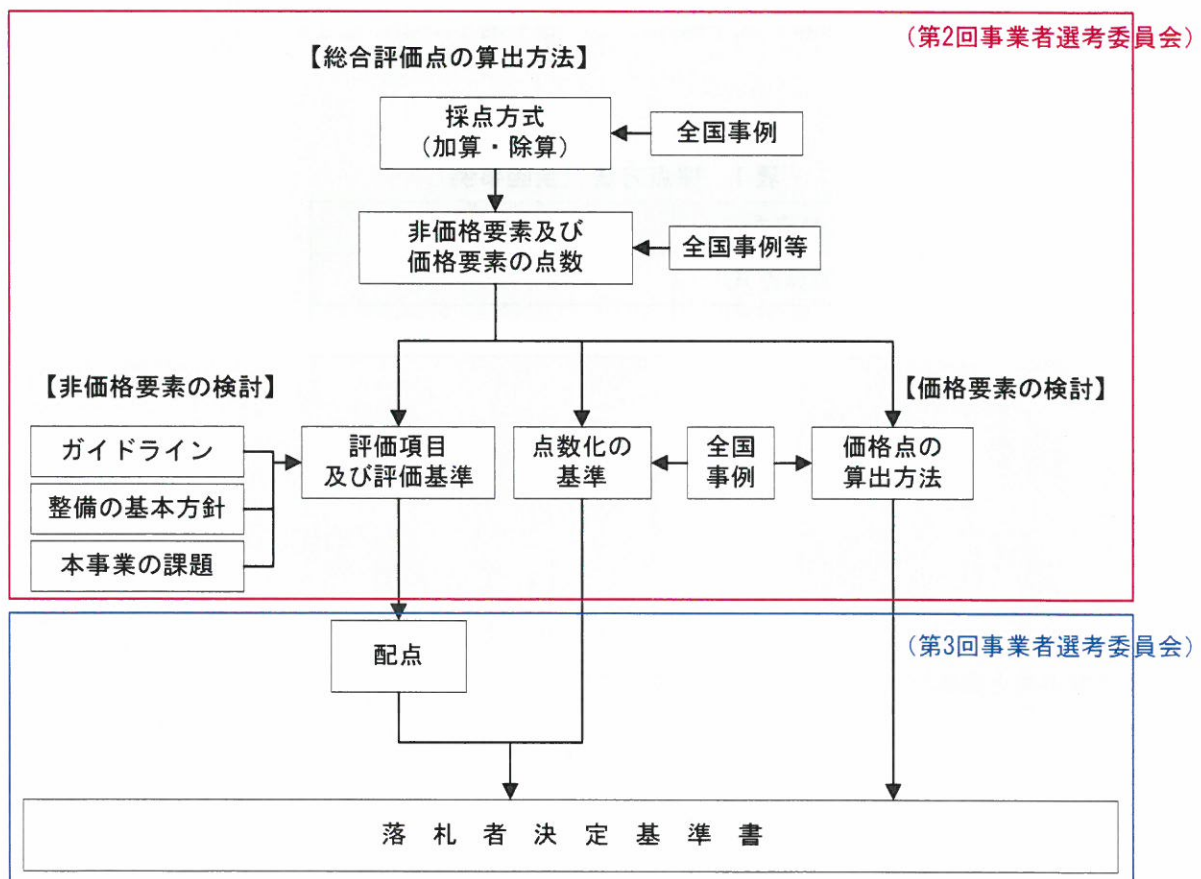 (第2回事業者選考委員会)
【総合評価点の算出方法】
採点方式
(加算・除算)
全国事例
非価格要素及び
価格要素の点数
全国事例等
【非価格要素の検討】
【価格要素の検討】
ガイドライン
整備の基本方針
本事業の課題
評価項目
及び評価基準
点数化の
基準
全国
事例
価格点の
算出方法
(第3回事業者選考委員会)
配点
落札者決定基準書